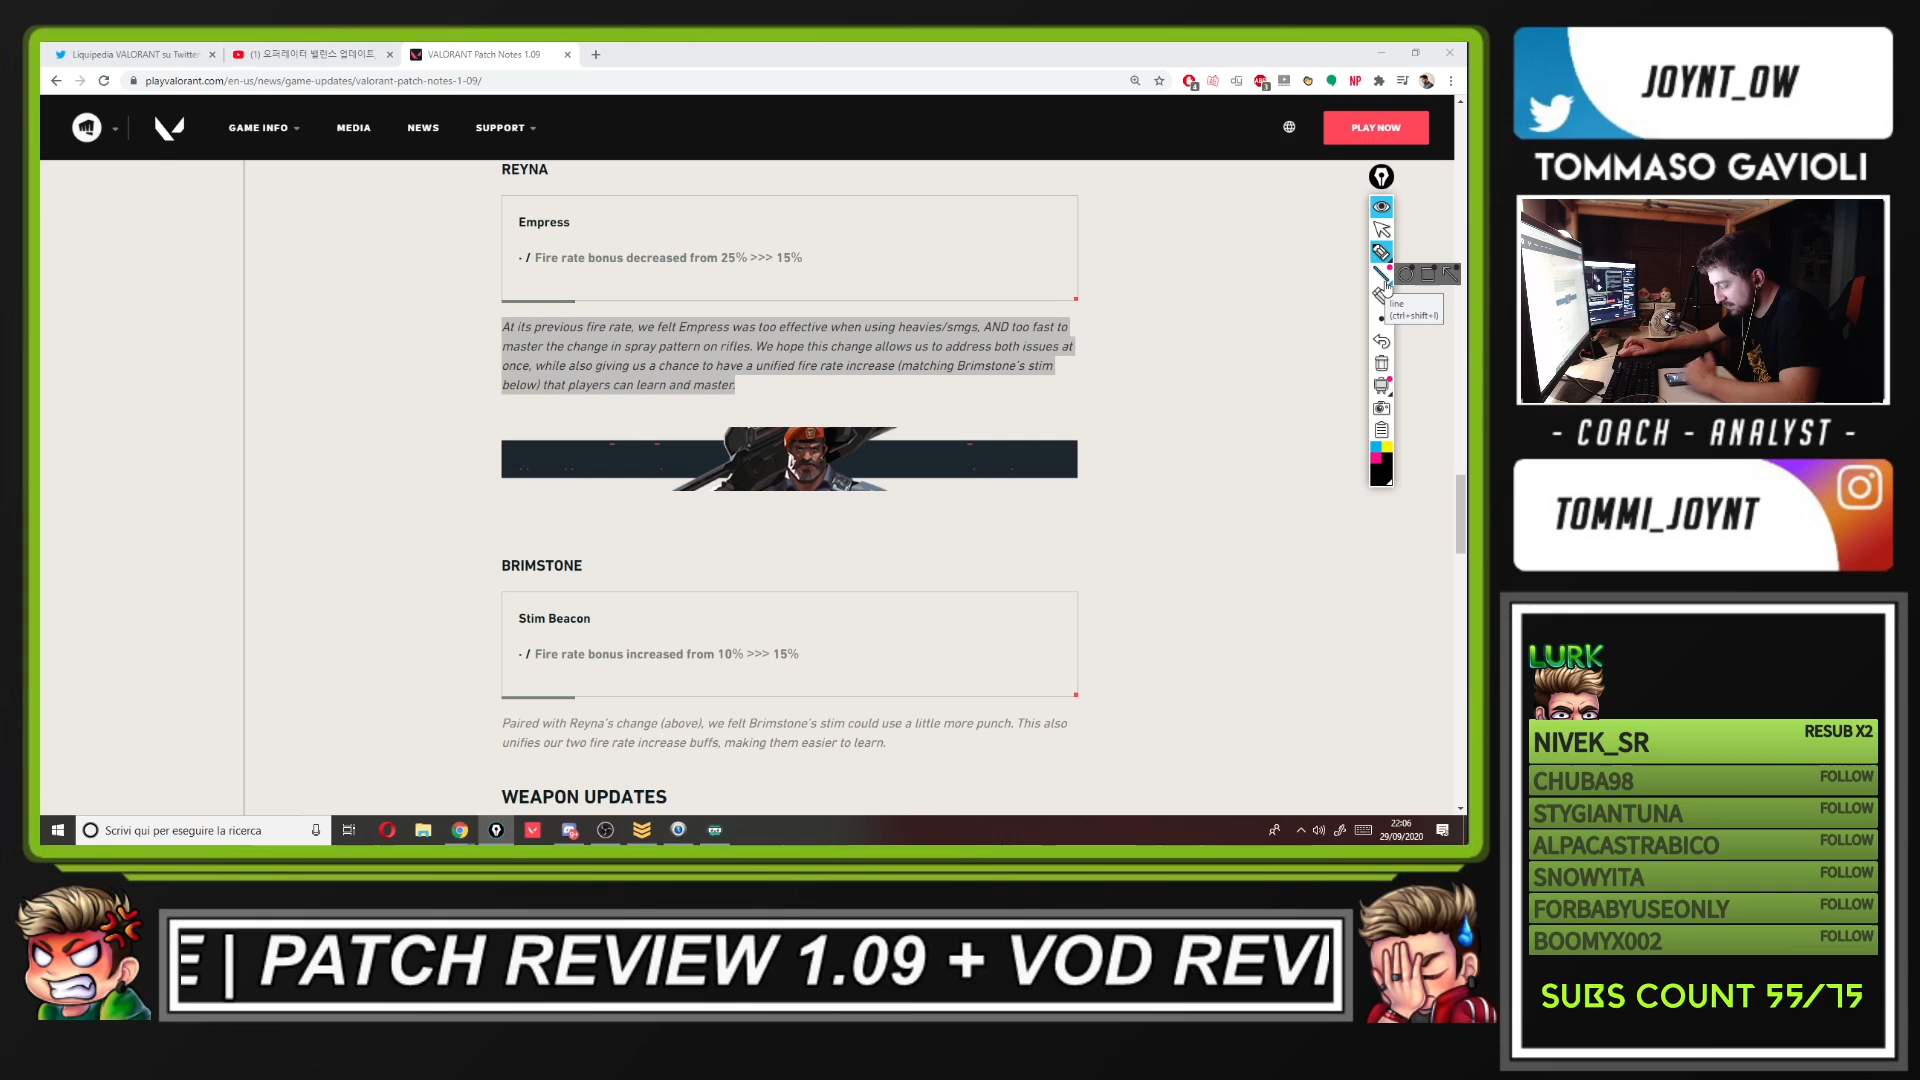 Liquipedia VALORANT su Twitter
(1) 오퍼레이터 밸런스 업데이트
VALORANT Patch Notes 1.09
playvalorant.com/en-us/news/game-updates/valorant-patch-notes-1-09/
NP
GAME INFO
MEDIA
NEWS
SUPPORT
PLAY NOW
REYNA
Empress
· / Fire rate bonus decreased from 25% >>> 15%
At its previous fire rate, we felt Empress was too effective when using heavies/smgs, AND too fast to
master the change in spray pattern on rifles. We hope this change allows us to address both issues at
once, while also giving us a chance to have a unified fire rate increase (matching Brimstone's stim
below) that players can learn and master.
line
(ctrl+shift+l)
BRIMSTONE
Stim Beacon
· / Fire rate bonus increased from 10% >>> 15%
Paired with Reyna's change (above), we felt Brimstone's stim could use a little more punch. This also
unifies our two fire rate increase buffs, making them easier to learn.
WEAPON UPDATES
Scrivi qui per eseguire la ricerca
22:06
29/09/2020
E | PATCH REVIEW 1.09 + VOD REVI
JOYNT_OW
TOMMASO GAVIOLI
- COACH - ANALYST -
TOMMI_JOYNT
LURK
NIVEK_SR RESUB X2
CHUBA98 FOLLOW
STYGIANTUNA FOLLOW
ALPACASTRABICO FOLLOW
SNOWYITA FOLLOW
FORBABYUSEONLY FOLLOW
BOOMYX002 FOLLOW
SUBS COUNT 55/75